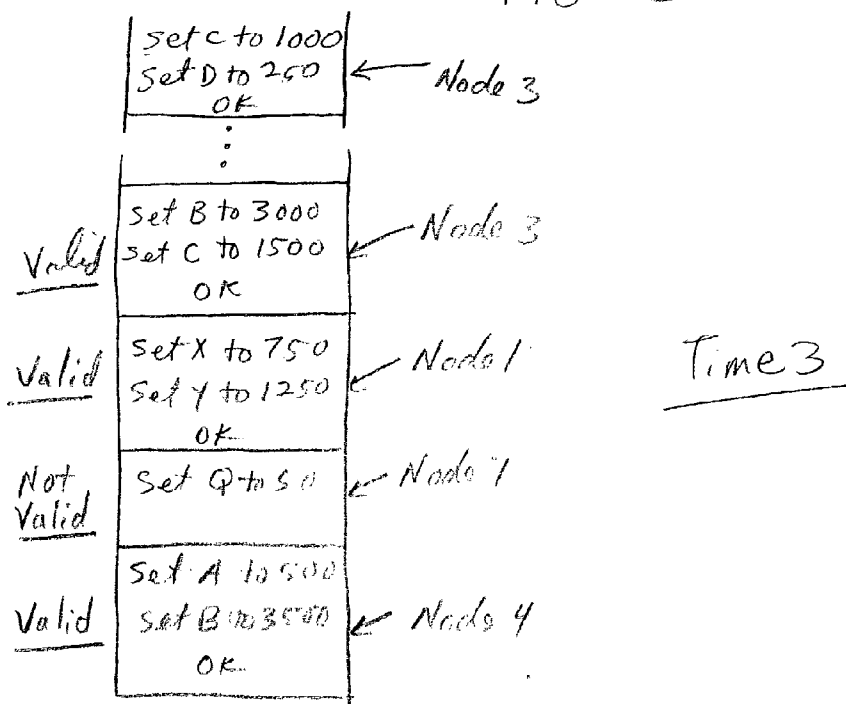 set C to 1000
Set D to 250
OK
Node 3
Set B to 3000
set C to 1500
OK
Valid
Node 3
Set X to 750
Set Y to 1250
OK
Valid
Node 1
Time 3
Set Q to 50
Not
Valid
Node
Set A to 500
Set B to 3500
OK
Valid
Node 4